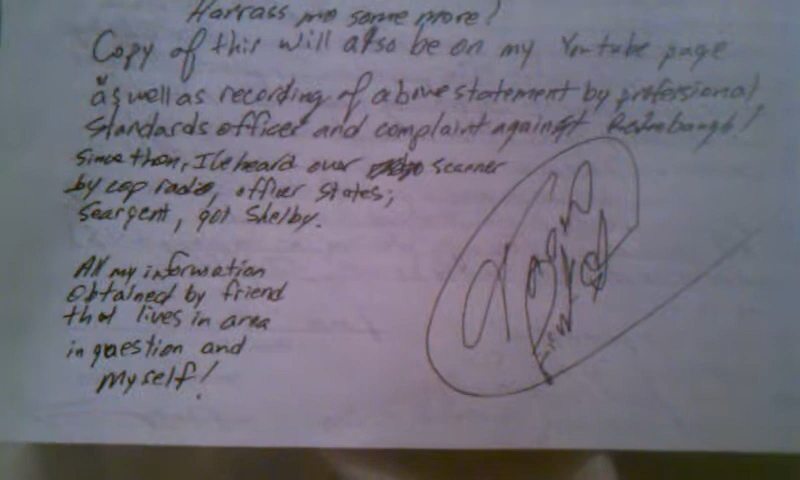 Harrass me some more!
Copy of this will also be on my Youtube page
as well as recording of above statement by professional
standards officer and complaint against
Since then, I've heard over scanner
by cop radio, officer states;
Seargent, got Shelby.
All my information
obtained by friend
that lives in area
in question and
myself!